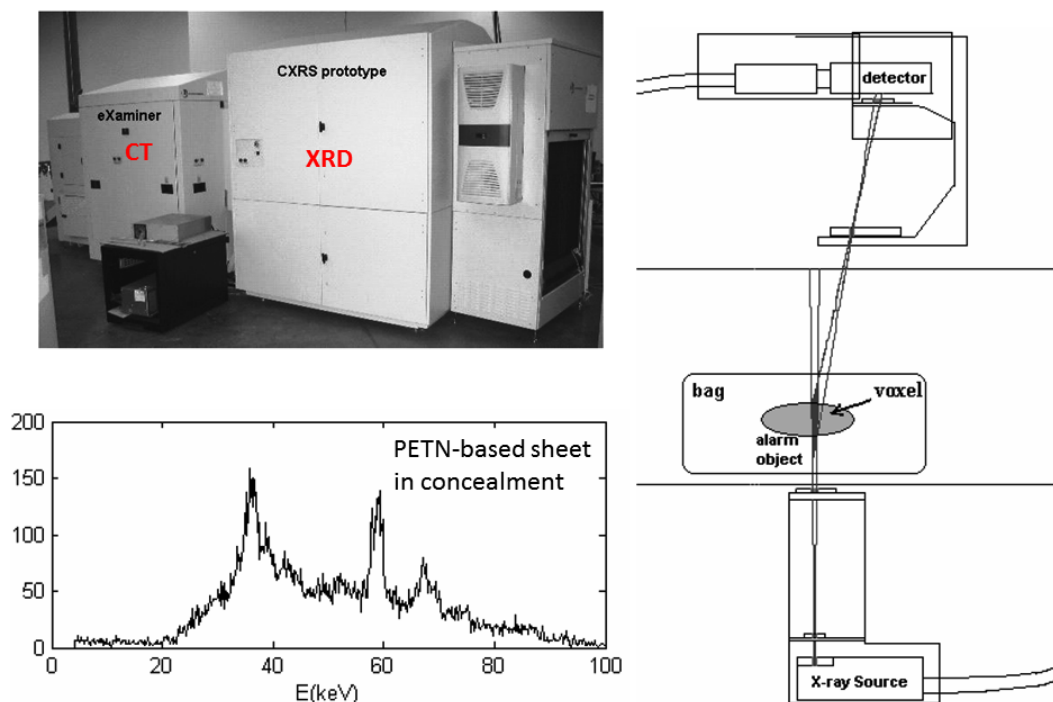 eXaminer
CT
CXRS prototype
XRD
PETN-based sheet
in concealment
200
150
100
50
0
0
20
40
60
80
100
E(keV)
detector
bag
voxel
alarm
object
X-ray Source